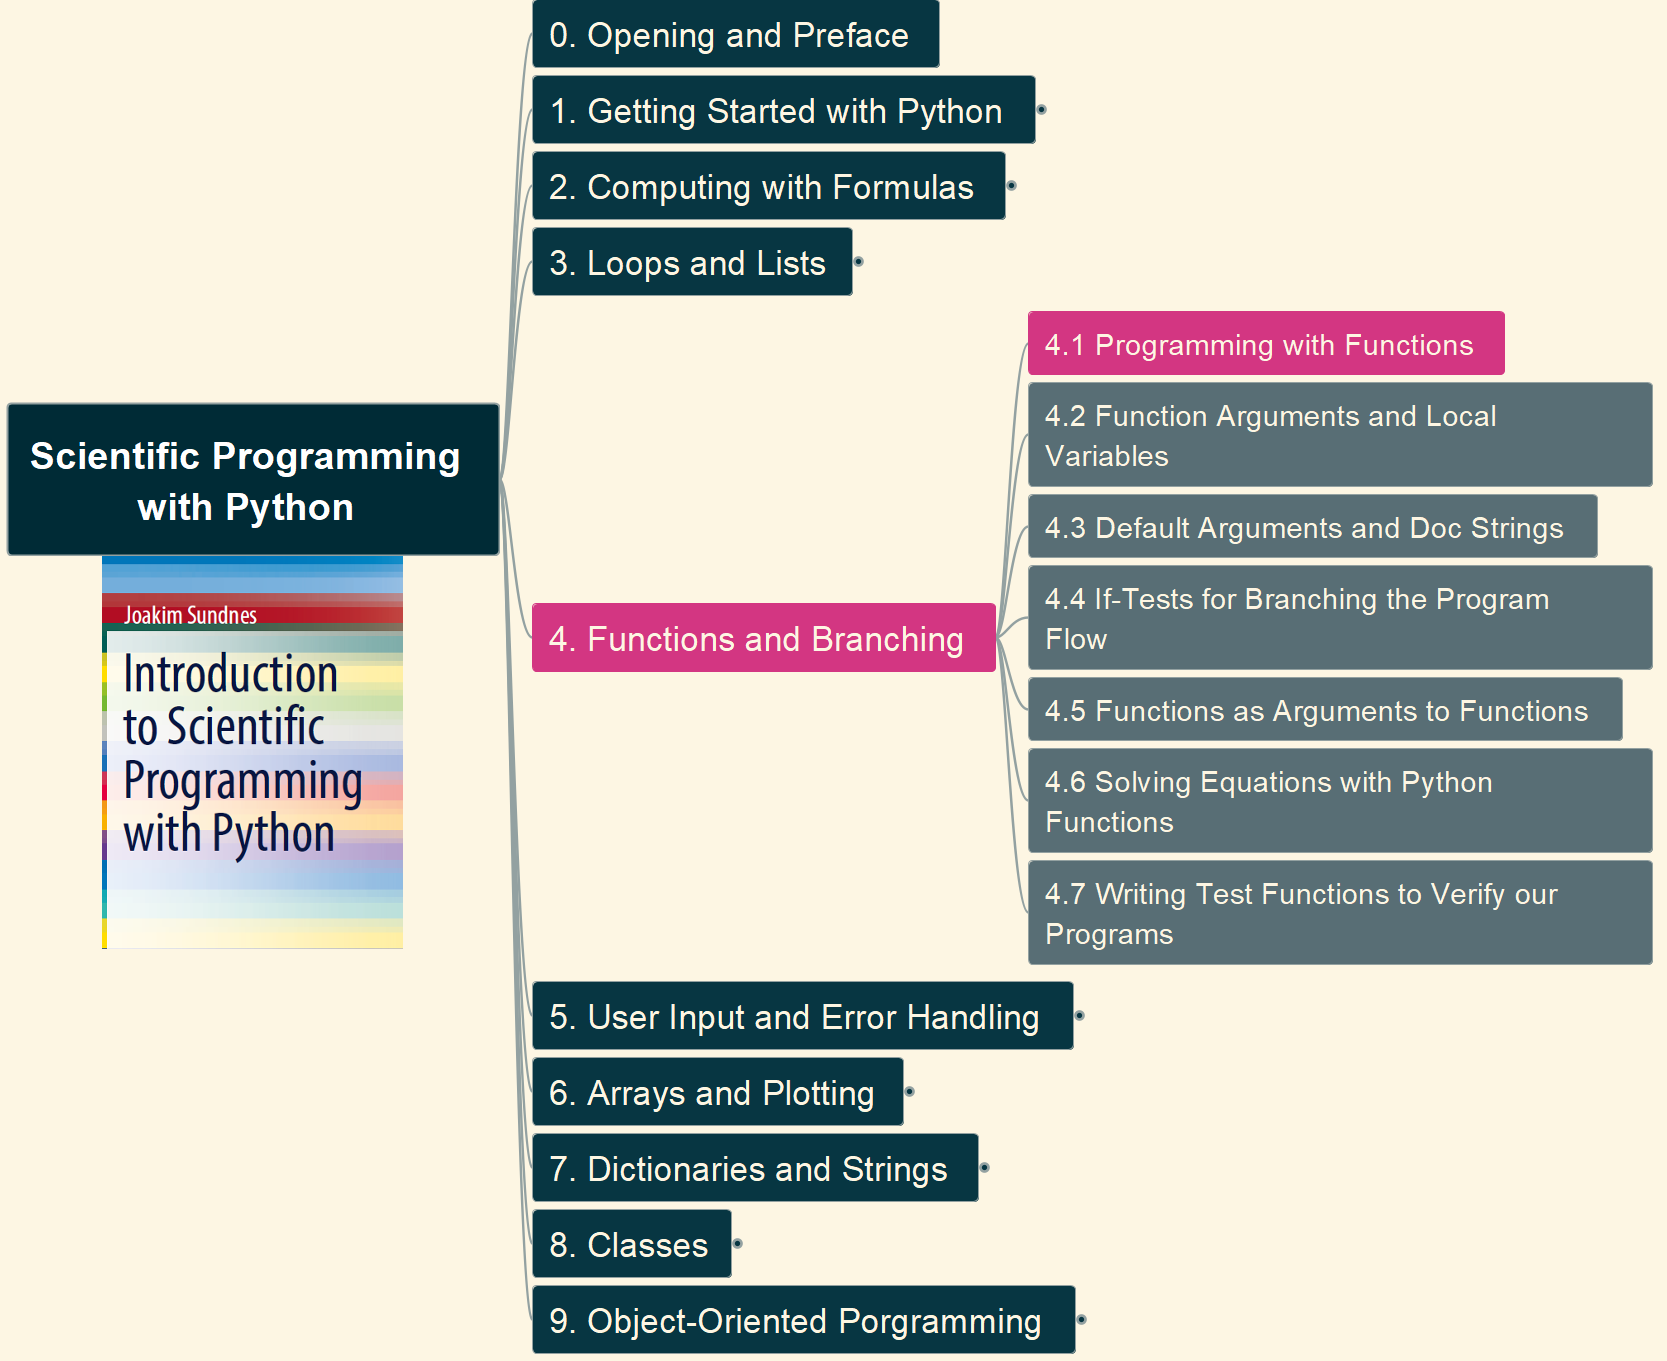 0. Opening and Preface
1. Getting Started with Python
2. Computing with Formulas
3. Loops and Lists
4.1 Programming with Functions
4.2 Function Arguments and Local
Variables
Scientific Programming
with Python
4.3 Default Arguments and Doc Strings
4.4 If-Tests for Branching the Program
Flow
Joakim Sundnes
Introduction
to Scientific
Programming
with Python
4. Functions and Branching
4.5 Functions as Arguments to Functions
4.6 Solving Equations with Python
Functions
4.7 Writing Test Functions to Verify our
Programs
5. User Input and Error Handling
6. Arrays and Plotting
7. Dictionaries and Strings
8. Classes
9. Object-Oriented Porgramming